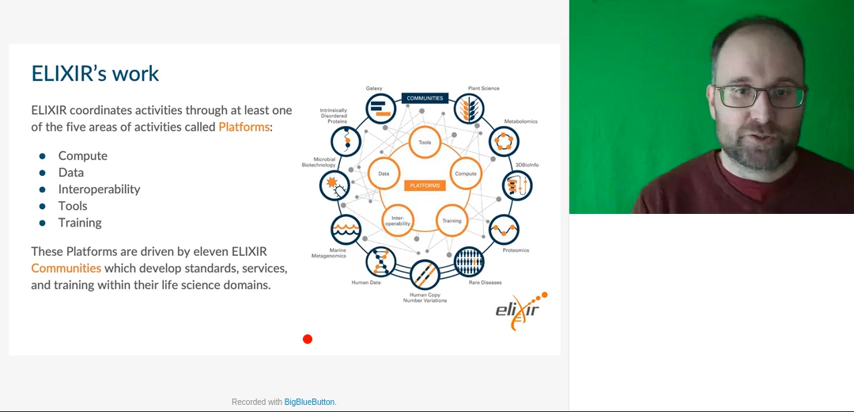 ELIXIR's work
ELIXIR coordinates activities through at least one
of the five areas of activities called Platforms:
Compute
Data
Interoperability
Tools
Training
These Platforms are driven by eleven ELIXIR
Communities which develop standards, services,
and training within their life science domains.
Galaxy
COMMUNITIES
Plant Science
Intrinsically
Disordered
Proteins
Metabolomics
Tools
Microbial
Biotechnology
3DBioInfo
Data
Compute
PLATFORMS
Inter-
operability
Training
Marine
Metagenomics
Proteomics
Human Data
Rare Diseases
Human Copy
Number Variations
elixir
Recorded with BigBlueButton.